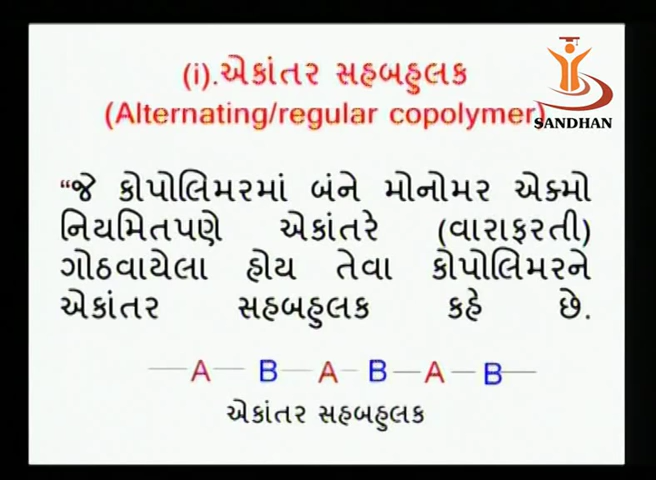 (i).એકાંતર સહબહુલક
(Alternating/regular copolymer)
SANDHAN
“જે કોપોલિમરમાં બંને મોનોમર એકમો
નિયમિતપણે એકાંતરે (વારાફરતી)
ગોઠવાયેલા હોય તેવા કોપોલિમરને
એકાંતર સહબહુલક કહે છે.
— A — B — A — B — A — B —
એકાંતર સહબહુલક